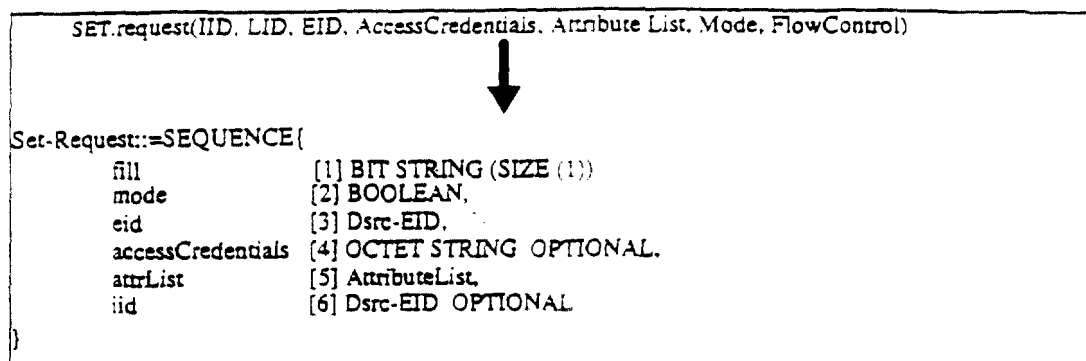 SET.request(IID, LID, EID, AccessCredentials, Attribute List, Mode, FlowControl)
Set-Request::=SEQUENCE{
fill [1] BIT STRING (SIZE (1))
mode [2] BOOLEAN,
eid [3] Dsrc-EID,
accessCredentials [4] OCTET STRING OPTIONAL,
attrList [5] AttributeList,
iid [6] Dsrc-EID OPTIONAL
}